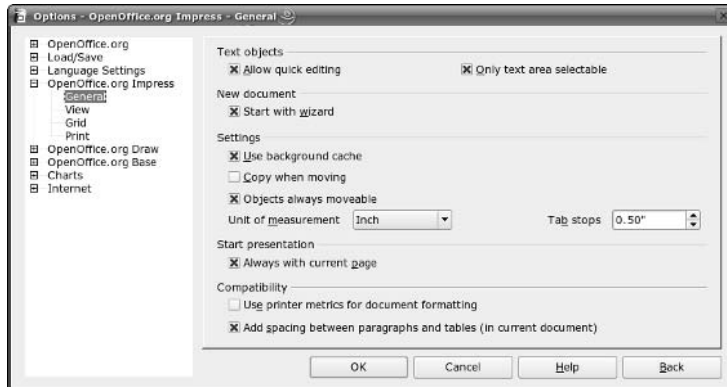 Options - OpenOffice.org Impress - General
OpenOffice.org
Load/Save
Language Settings
OpenOffice.org Impress
General
View
Grid
Print
OpenOffice.org Draw
OpenOffice.org Base
Charts
Internet
Text objects
Allow quick editing
Only text area selectable
New document
Start with wizard
Settings
Use background cache
Copy when moving
Objects always moveable
Unit of measurement Inch Tab stops 0.50"
Start presentation
Always with current page
Compatibility
Use printer metrics for document formatting
Add spacing between paragraphs and tables (in current document)
OK Cancel Help Back